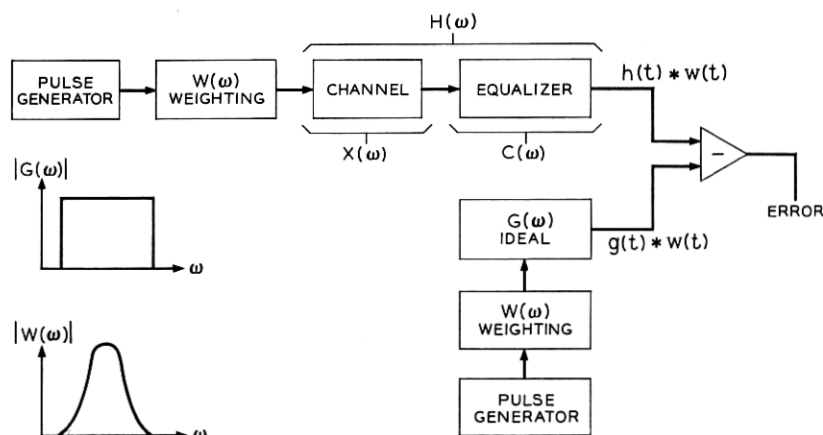 H(ω)
PULSE
GENERATOR
W(ω)
WEIGHTING
CHANNEL
EQUALIZER
h(t) * w(t)
X(ω)
C(ω)
−
ERROR
|G(ω)|
ω
G(ω)
IDEAL
g(t) * w(t)
W(ω)
WEIGHTING
|W(ω)|
ω
PULSE
GENERATOR